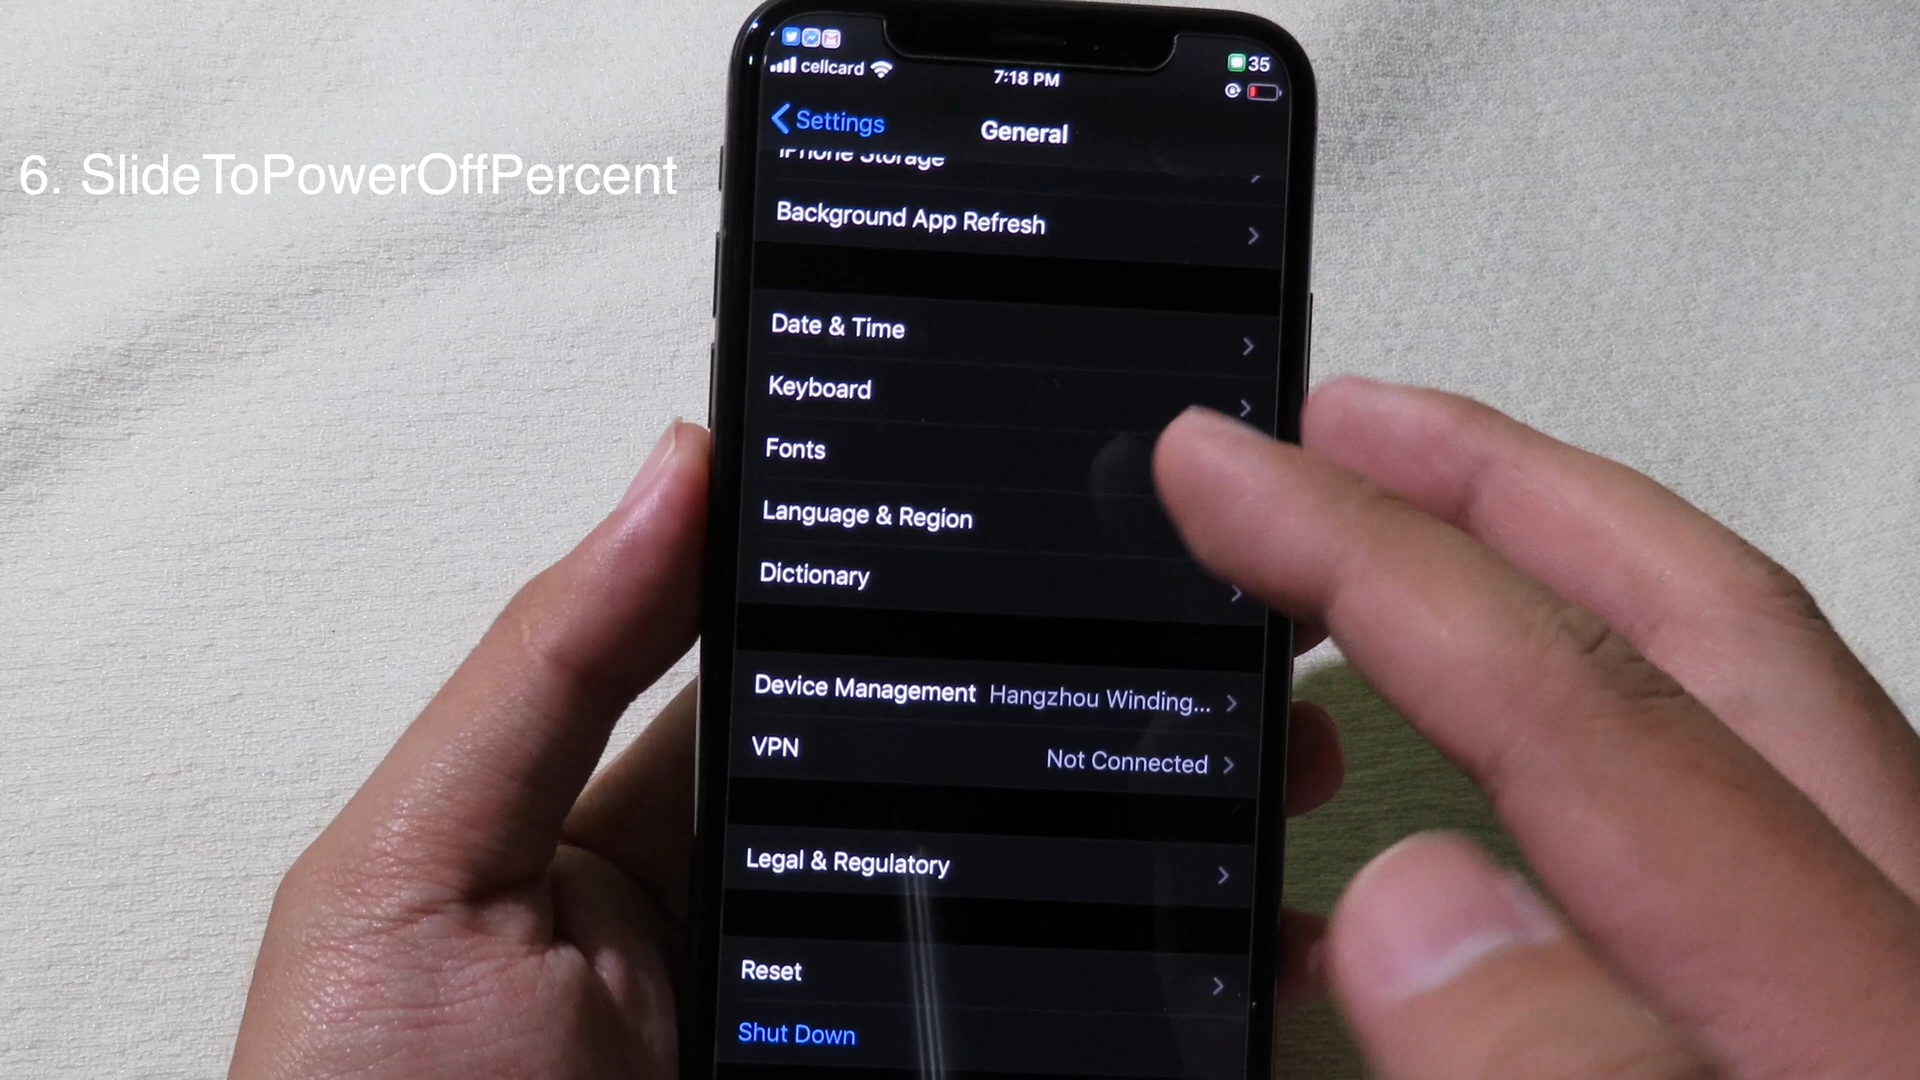 cellcard
7:18 PM
35
Settings
General
iPhone Storage
6. SlideToPowerOffPercent
Background App Refresh
Date & Time
Keyboard
Fonts
Language & Region
Dictionary
Device Management Hangzhou Winding...
VPN Not Connected
Legal & Regulatory
Reset
Shut Down